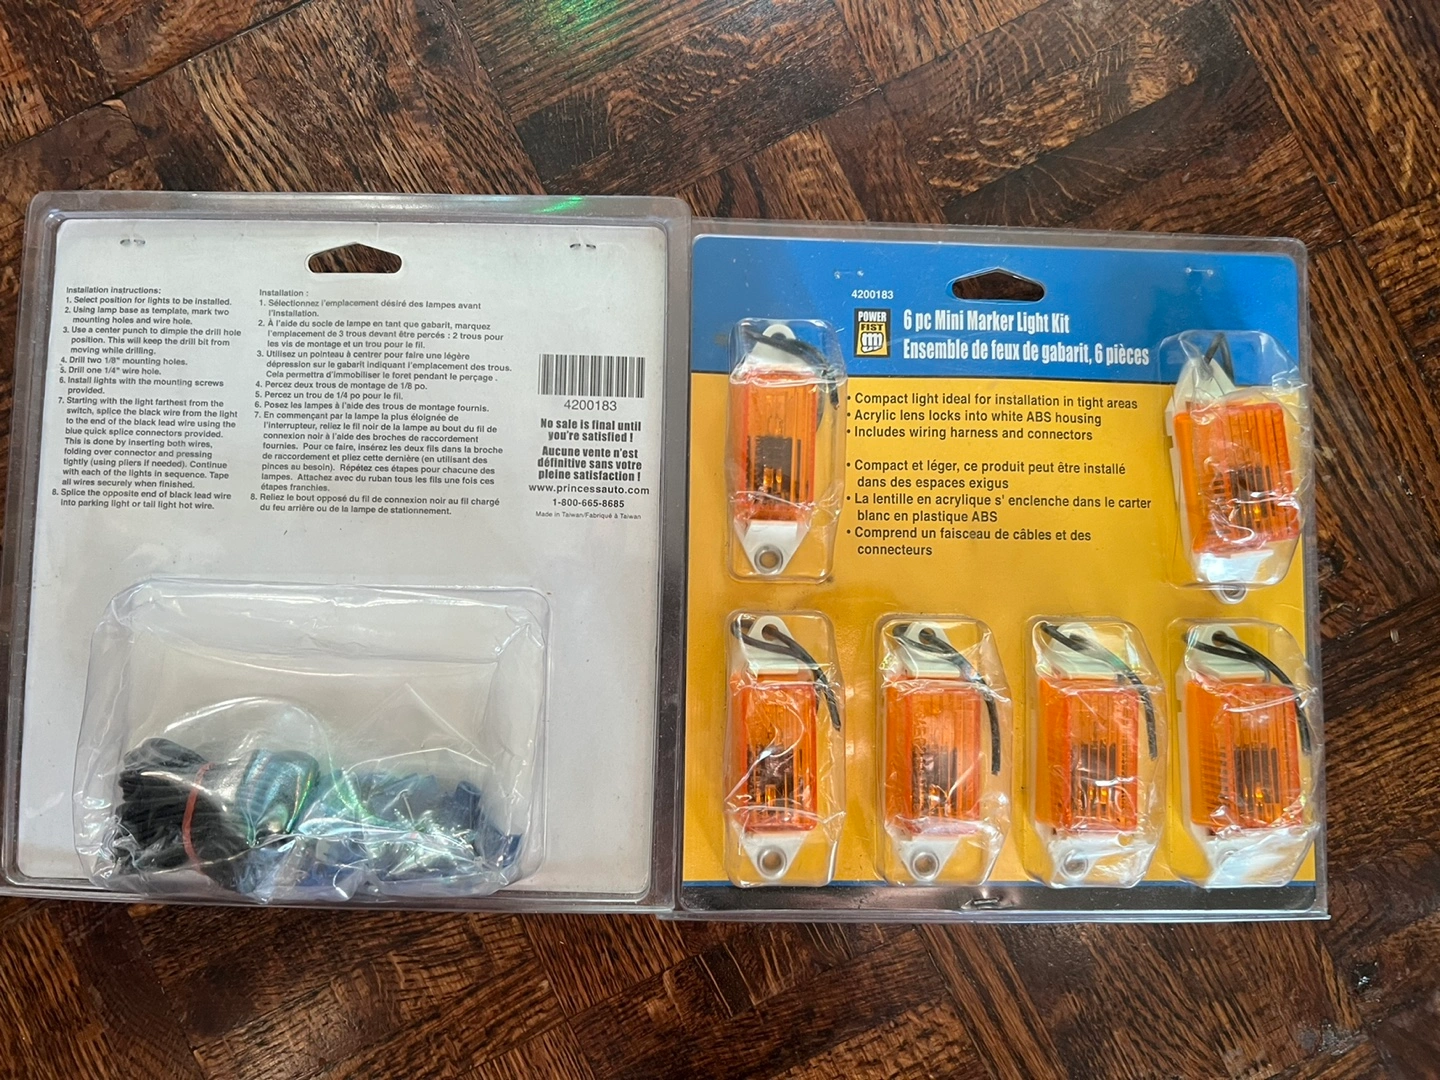 Installation instructions:
1. Select position for lights to be installed.
2. Using lamp base as template, mark two
mounting holes and wire hole.
3. Use a center punch to dimple the drill hole
position. This will keep the drill bit from
moving while drilling.
4. Drill two 1/8" mounting holes.
5. Drill one 1/4" wire hole.
6. Install lights with the mounting screws
provided.
7. Starting with the light farthest from the
switch, splice the black wire from the light
to the end of the black lead wire using the
blue quick splice connectors provided.
This is done by inserting both wires,
folding over connector and pressing
tightly (using pliers if needed). Continue
with each of the lights in sequence. Tape
all wires securely when finished.
8. Splice the opposite end of black lead wire
into parking light or tail light hot wire.
Installation :
1. Sélectionnez l'emplacement désiré des lampes avant
l'installation.
2. À l'aide du socle de lampe en tant que gabarit, marquez
l'emplacement de 3 trous devant être percés : 2 trous pour
les vis de montage et un trou pour le fil.
3. Utilisez un pointeau à centrer pour faire une légère
dépression sur le gabarit indiquant l'emplacement des trous.
Cela permettra d'immobiliser le foret pendant le perçage .
4. Percez deux trous de montage de 1/8 po.
5. Percez un trou de 1/4 po pour le fil.
6. Posez les lampes à l'aide des trous de montage fournis.
7. En commençant par la lampe la plus éloignée de
l'interrupteur, reliez le fil noir de la lampe au bout du fil de
connexion noir à l'aide des broches de raccordement
fournies. Pour ce faire, insérez les deux fils dans la broche
de raccordement et pliez cette dernière (en utilisant des
pinces au besoin). Répétez ces étapes pour chacune des
lampes. Attachez avec du ruban tous les fils une fois ces
étapes franchies.
8. Reliez le bout opposé du fil de connexion noir au fil chargé
du feu arrière ou de la lampe de stationnement.
4200183
No sale is final until
you're satisfied !
Aucune vente n'est
définitive sans votre
pleine satisfaction !
www.princessauto.com
1-800-665-8685
Made in Taiwan/Fabriqué à Taiwan
4200183
POWER
FIST
6 pc Mini Marker Light Kit
Ensemble de feux de gabarit, 6 pièces
• Compact light ideal for installation in tight areas
• Acrylic lens locks into white ABS housing
• Includes wiring harness and connectors
• Compact et léger, ce produit peut être installé
dans des espaces exigus
• La lentille en acrylique s' enclenche dans le carter
blanc en plastique ABS
• Comprend un faisceau de câbles et des
connecteurs